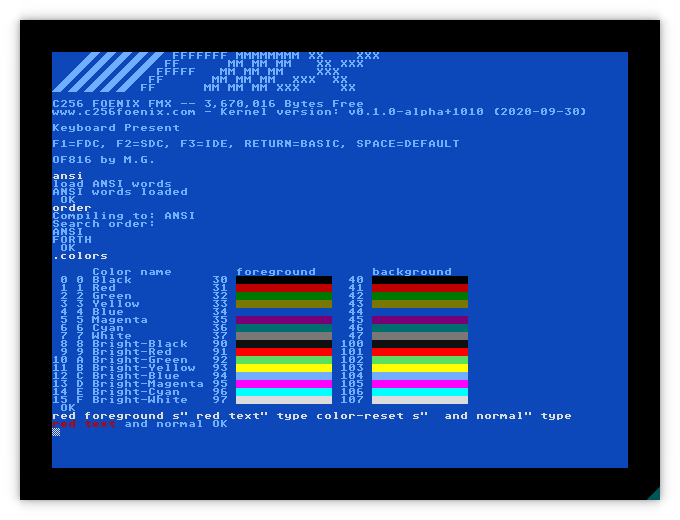 FFFFFFF MMMMMMMM XX    XXX
FF      MM MM MM   XX XXX
FFFFF   MM MM MM    XXX
FF      MM MM MM  XXX  XX
FF      MM MM MM XXX     XX
C256 FOENIX FMX -- 3,670,016 Bytes Free
www.c256foenix.com - Kernel version: v0.1.0-alpha+1010 (2020-09-30)
Keyboard Present
F1=FDC, F2=SDC, F3=IDE, RETURN=BASIC, SPACE=DEFAULT
OF816 by M.G.
ansi
load ANSI words
ANSI words loaded
OK
order
Compiling to: ANSI
Search order:
ANSI
FORTH
OK
.colors
Color name foreground background
0 0 Black 30 40
1 1 Red 31 41
2 2 Green 32 42
3 3 Yellow 33 43
4 4 Blue 34 44
5 5 Magenta 35 45
6 6 Cyan 36 46
7 7 White 37 47
8 8 Bright-Black 90 100
9 9 Bright-Red 91 101
10 A Bright-Green 92 102
11 B Bright-Yellow 93 103
12 C Bright-Blue 94 104
13 D Bright-Magenta 95 105
14 E Bright-Cyan 96 106
15 F Bright-White 97 107
OK
red foreground s" red text" type color-reset s"  and normal" type
red text and normal OK